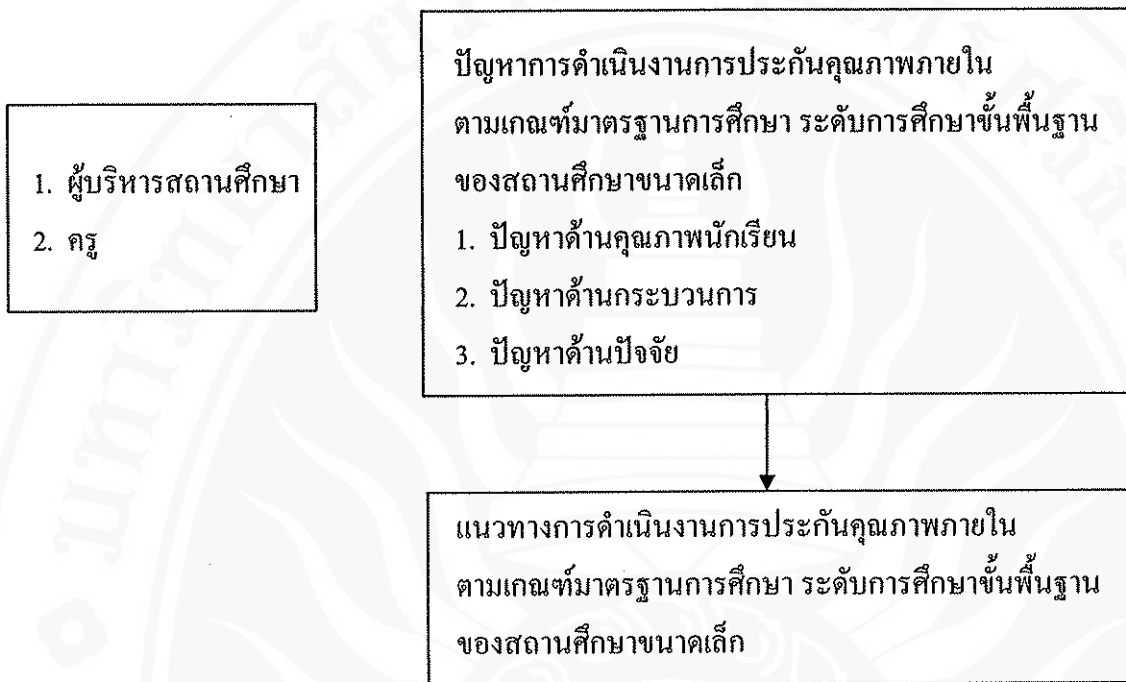 1. ผู้บริหารสถานศึกษา
2. ครู
ปัญหาการดำเนินงานการประกันคุณภาพภายใน
ตามเกณฑ์มาตรฐานการศึกษา ระดับการศึกษาขั้นพื้นฐาน
ของสถานศึกษาขนาดเล็ก
1. ปัญหาด้านคุณภาพนักเรียน
2. ปัญหาด้านกระบวนการ
3. ปัญหาด้านปัจจัย
แนวทางการดำเนินงานการประกันคุณภาพภายใน
ตามเกณฑ์มาตรฐานการศึกษา ระดับการศึกษาขั้นพื้นฐาน
ของสถานศึกษาขนาดเล็ก